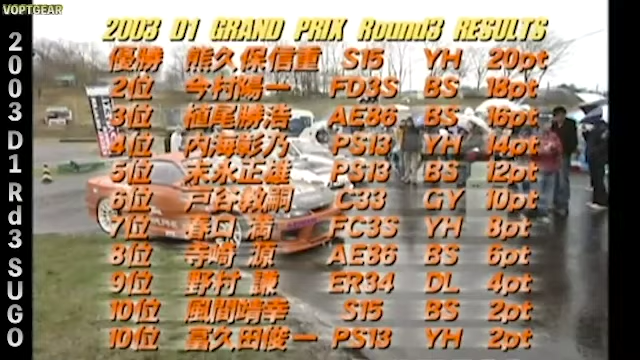 VOPTGEAR
2003 D1 Rd3 SUGO
2003 D1 GRAND PRIX Round3 RESULTS
優勝 熊久保信重 S15 YH 20pt
2位 今村陽一 FD3S BS 18pt
3位 植尾勝浩 AE86 BS 16pt
4位 内海彰乃 PS13 YH 14pt
5位 末永正雄 PS13 BS 12pt
6位 戸谷敦嗣 C33 GY 10pt
7位 春口 満 FC3S YH 8pt
8位 寺崎 源 AE86 BS 6pt
9位 野村 謙 ER34 DL 4pt
10位 風間靖幸 S15 BS 2pt
10位 富久田俊一 PS13 YH 2pt